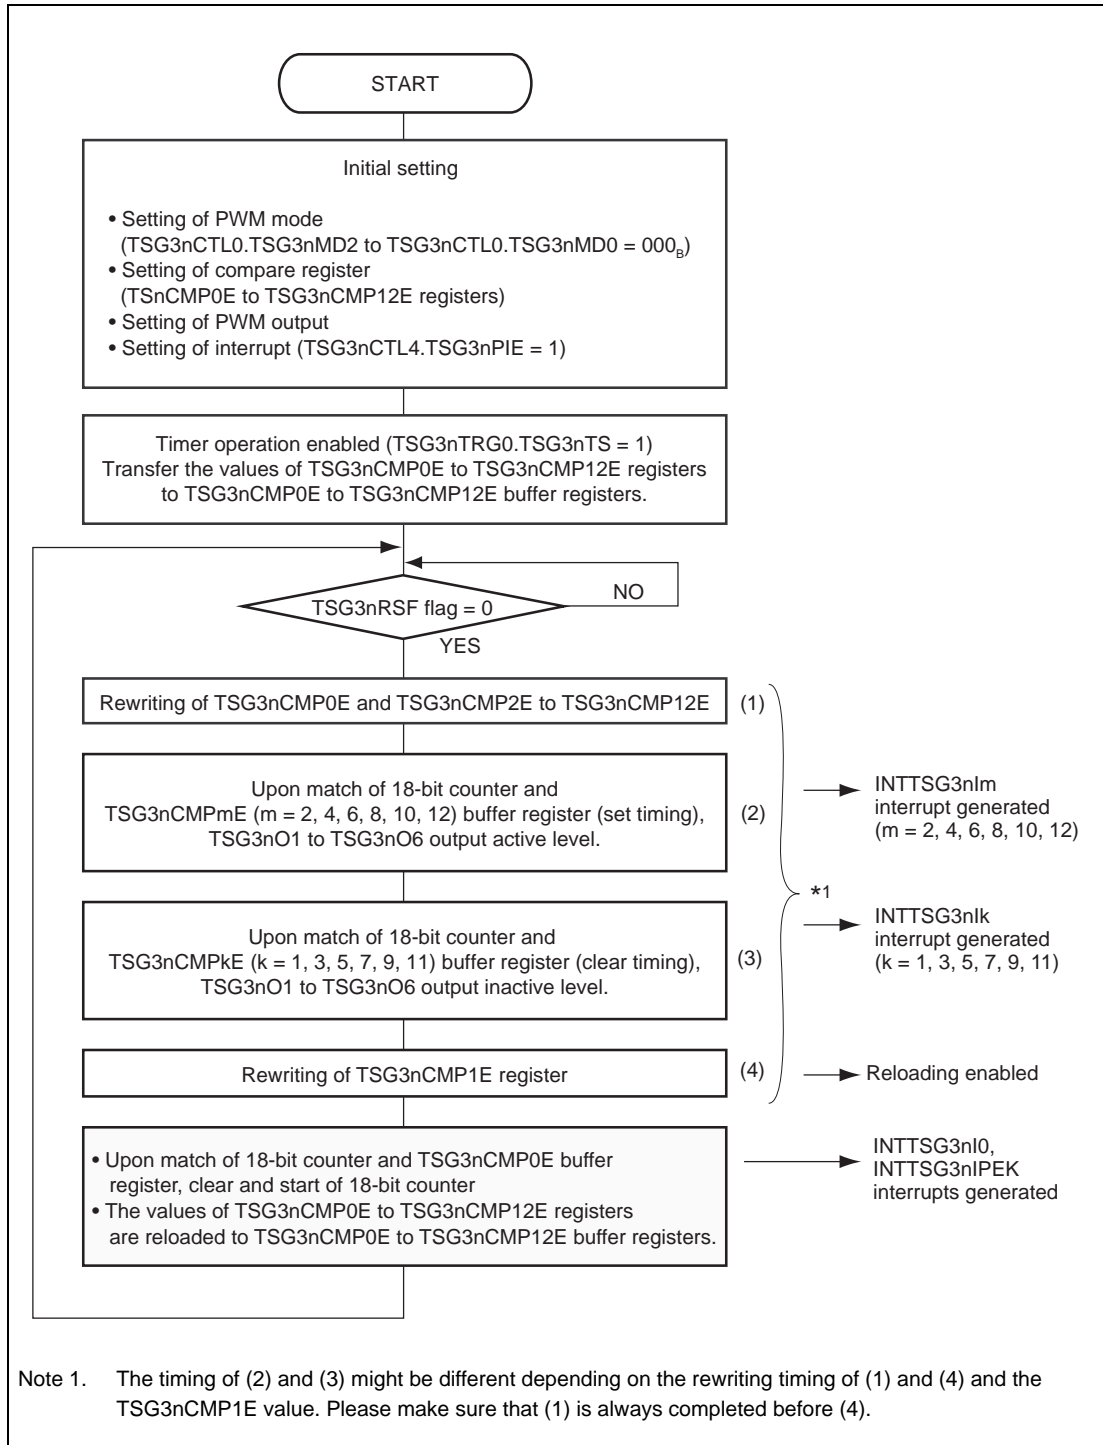 START
Initial setting
• Setting of PWM mode
(TSG3nCTL0.TSG3nMD2 to TSG3nCTL0.TSG3nMD0 = 000B)
• Setting of compare register
(TSnCMP0E to TSG3nCMP12E registers)
• Setting of PWM output
• Setting of interrupt (TSG3nCTL4.TSG3nPIE = 1)
Timer operation enabled (TSG3nTRG0.TSG3nTS = 1)
Transfer the values of TSG3nCMP0E to TSG3nCMP12E registers
to TSG3nCMP0E to TSG3nCMP12E buffer registers.
TSG3nRSF flag = 0
NO
YES
Rewriting of TSG3nCMP0E and TSG3nCMP2E to TSG3nCMP12E
(1)
Upon match of 18-bit counter and
TSG3nCMPmE (m = 2, 4, 6, 8, 10, 12) buffer register (set timing),
TSG3nO1 to TSG3nO6 output active level.
(2)
INTTSG3nIm
interrupt generated
(m = 2, 4, 6, 8, 10, 12)
*1
Upon match of 18-bit counter and
TSG3nCMPkE (k = 1, 3, 5, 7, 9, 11) buffer register (clear timing),
TSG3nO1 to TSG3nO6 output inactive level.
(3)
INTTSG3nIk
interrupt generated
(k = 1, 3, 5, 7, 9, 11)
Rewriting of TSG3nCMP1E register
(4)
Reloading enabled
• Upon match of 18-bit counter and TSG3nCMP0E buffer
register, clear and start of 18-bit counter
• The values of TSG3nCMP0E to TSG3nCMP12E registers
are reloaded to TSG3nCMP0E to TSG3nCMP12E buffer registers.
INTTSG3nI0,
INTTSG3nIPEK
interrupts generated
Note 1. The timing of (2) and (3) might be different depending on the rewriting timing of (1) and (4) and the
TSG3nCMP1E value. Please make sure that (1) is always completed before (4).